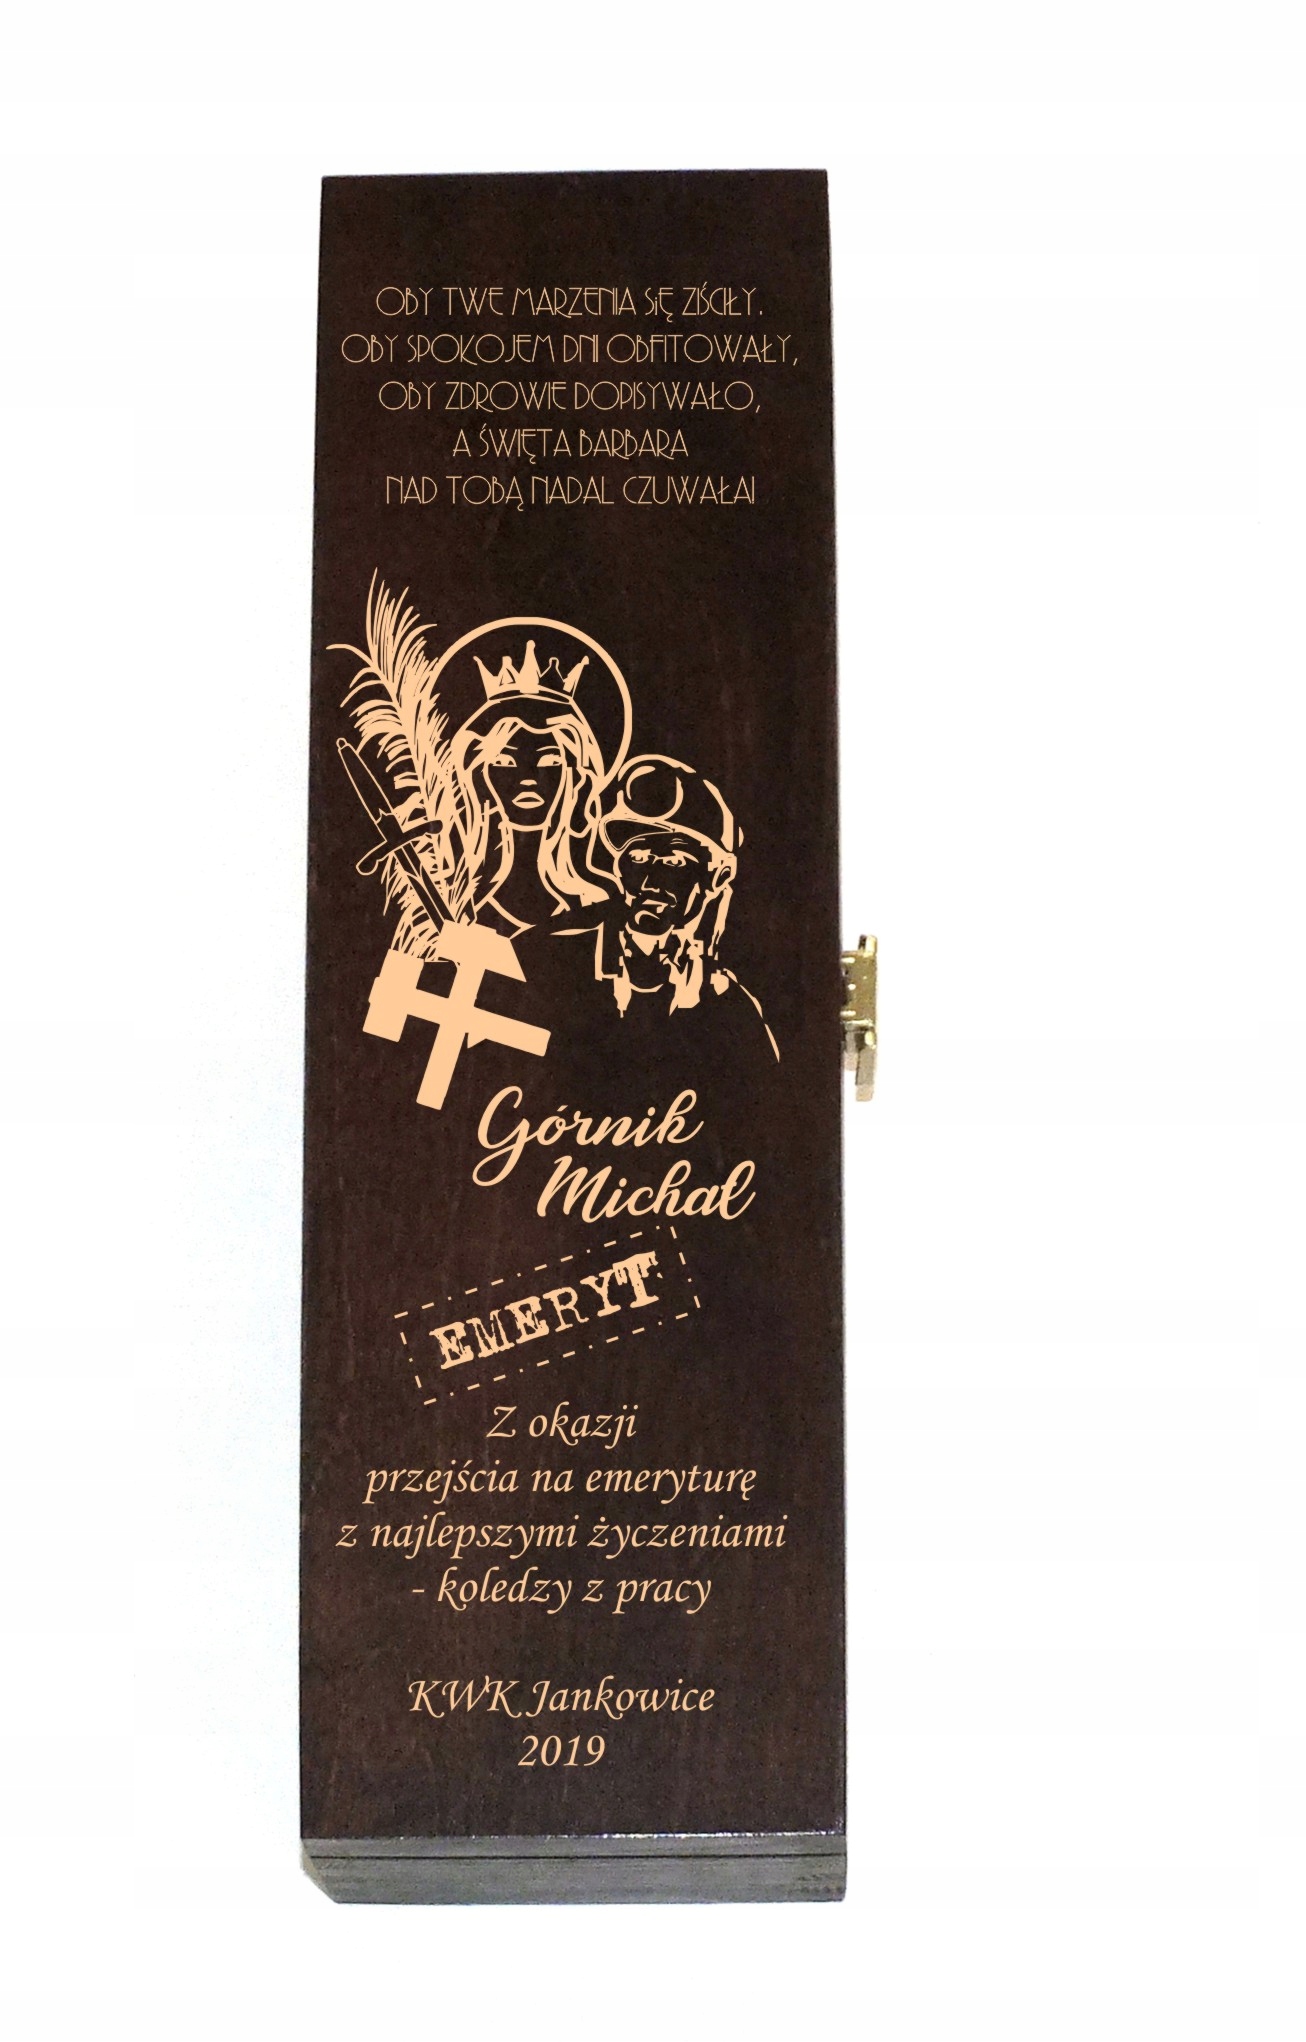 OBY TWE MARZENIA SIĘ ZIŚCIŁY.
OBY SPOKOJEM DNI OBFITOWAŁY,
OBY ZDROWIE DOPISYWAŁO,
A ŚWIĘTA BARBARA
NAD TOBĄ NADAL CZUWAŁA!
Górnik
Michał
EMERYT
Z okazji
przejścia na emeryturę
z najlepszymi życzeniami
- koledzy z pracy
KWK Jankowice
2019